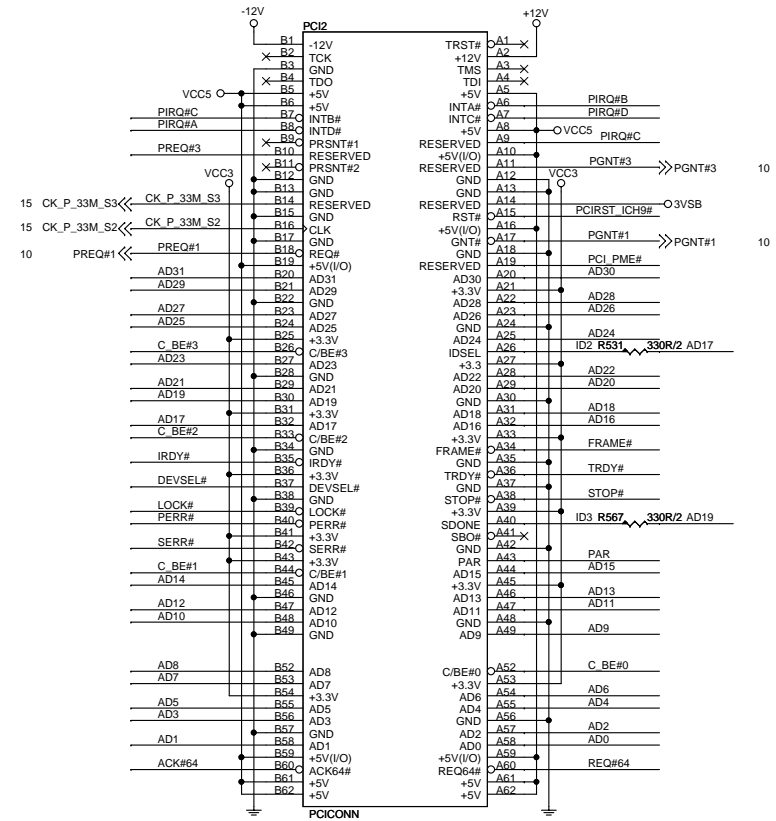 -12V +12V
PCI2
B1 -12V TRST# A1
B2 TCK +12V A2
B3 GND TMS A3
B4 TDO TDI A4
VCC5 B5 +5V +5V A5
B6 +5V INTA# A6 PIRQ#B
PIRQ#C B7 INTB# INTC# A7 PIRQ#D
PIRQ#A B8 INTD# +5V A8 VCC5
B9 PRSNT#1 RESERVED A9 PIRQ#C
PREQ#3 B10 RESERVED +5V(I/O) A10
B11 PRSNT#2 RESERVED A11 PGNT#3 PGNT#3 10
VCC3 B12 GND GND A12 VCC3
B13 GND GND A13
15 CK_P_33M_S3 CK_P_33M_S3 B14 RESERVED RESERVED A14 3VSB
B15 GND RST# A15 PCIRST_ICH9#
15 CK_P_33M_S2 CK_P_33M_S2 B16 CLK +5V(I/O) A16
B17 GND GNT# A17 PGNT#1 PGNT#1 10
10 PREQ#1 PREQ#1 B18 REQ# GND A18
B19 +5V(I/O) RESERVED A19 PCI_PME#
AD31 B20 AD31 AD30 A20 AD30
AD29 B21 AD29 +3.3V A21
B22 GND AD28 A22 AD28
AD27 B23 AD27 AD26 A23 AD26
AD25 B24 AD25 GND A24
B25 +3.3V AD24 A25 AD24
C_BE#3 B26 C/BE#3 IDSEL A26 ID2 R531 330R/2 AD17
AD23 B27 AD23 +3.3 A27
B28 GND AD22 A28 AD22
AD21 B29 AD21 AD20 A29 AD20
AD19 B30 AD19 GND A30
B31 +3.3V AD18 A31 AD18
AD17 B32 AD17 AD16 A32 AD16
C_BE#2 B33 C/BE#2 +3.3V A33
B34 GND FRAME# A34 FRAME#
IRDY# B35 IRDY# GND A35
B36 +3.3V TRDY# A36 TRDY#
DEVSEL# B37 DEVSEL# GND A37
B38 GND STOP# A38 STOP#
LOCK# B39 LOCK# +3.3V A39
PERR# B40 PERR# SDONE A40 ID3 R567 330R/2 AD19
B41 +3.3V SBO# A41
SERR# B42 SERR# GND A42
B43 +3.3V PAR A43 PAR
C_BE#1 B44 C/BE#1 AD15 A44 AD15
AD14 B45 AD14 +3.3V A45
B46 GND AD13 A46 AD13
AD12 B47 AD12 AD11 A47 AD11
AD10 B48 AD10 GND A48
B49 GND AD9 A49 AD9
AD8 B52 AD8 C/BE#0 A52 C_BE#0
AD7 B53 AD7 +3.3V A53
B54 +3.3V AD6 A54 AD6
AD5 B55 AD5 AD4 A55 AD4
AD3 B56 AD3 GND A56
B57 GND AD2 A57 AD2
AD1 B58 AD1 AD0 A58 AD0
B59 +5V(I/O) +5V(I/O) A59
ACK#64 B60 ACK64# REQ64# A60 REQ#64
B61 +5V +5V A61
B62 +5V +5V A62
PCICONN